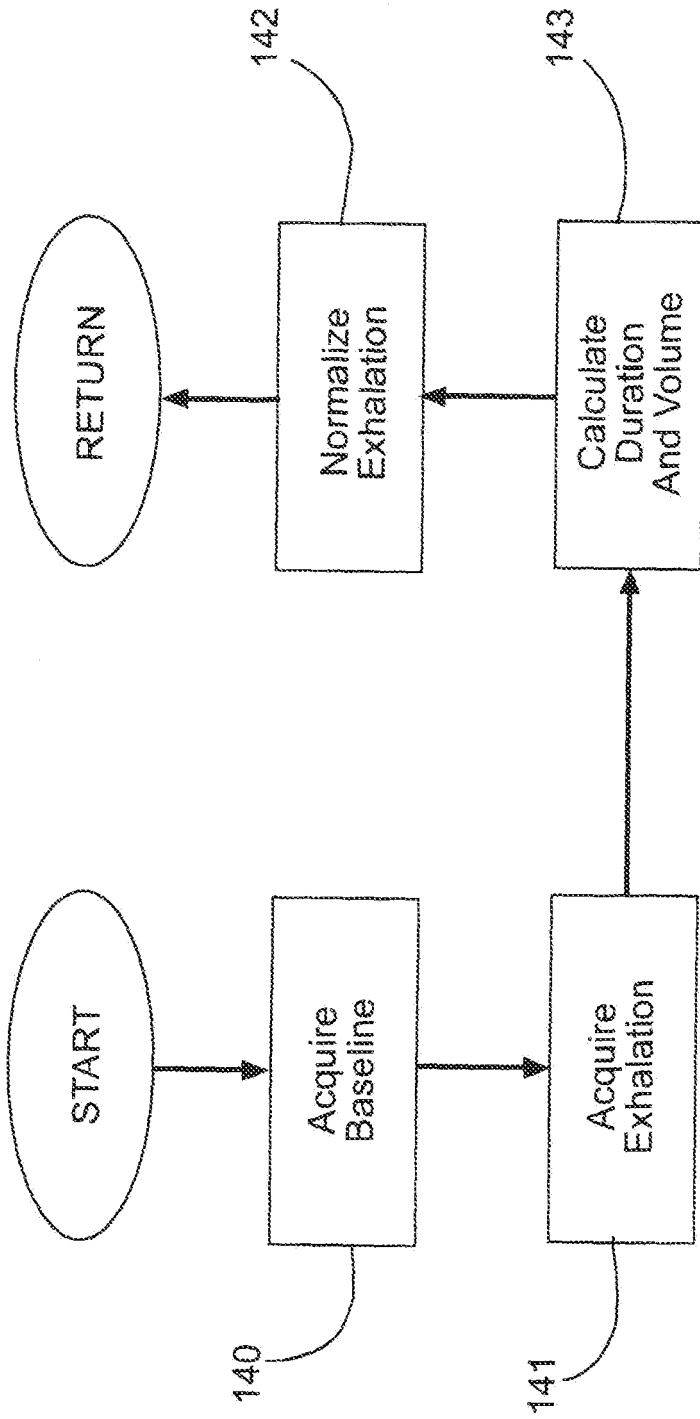 START
140
Acquire
Baseline
141
Acquire
Exhalation
RETURN
142
Normalize
Exhalation
143
Calculate
Duration
And Volume